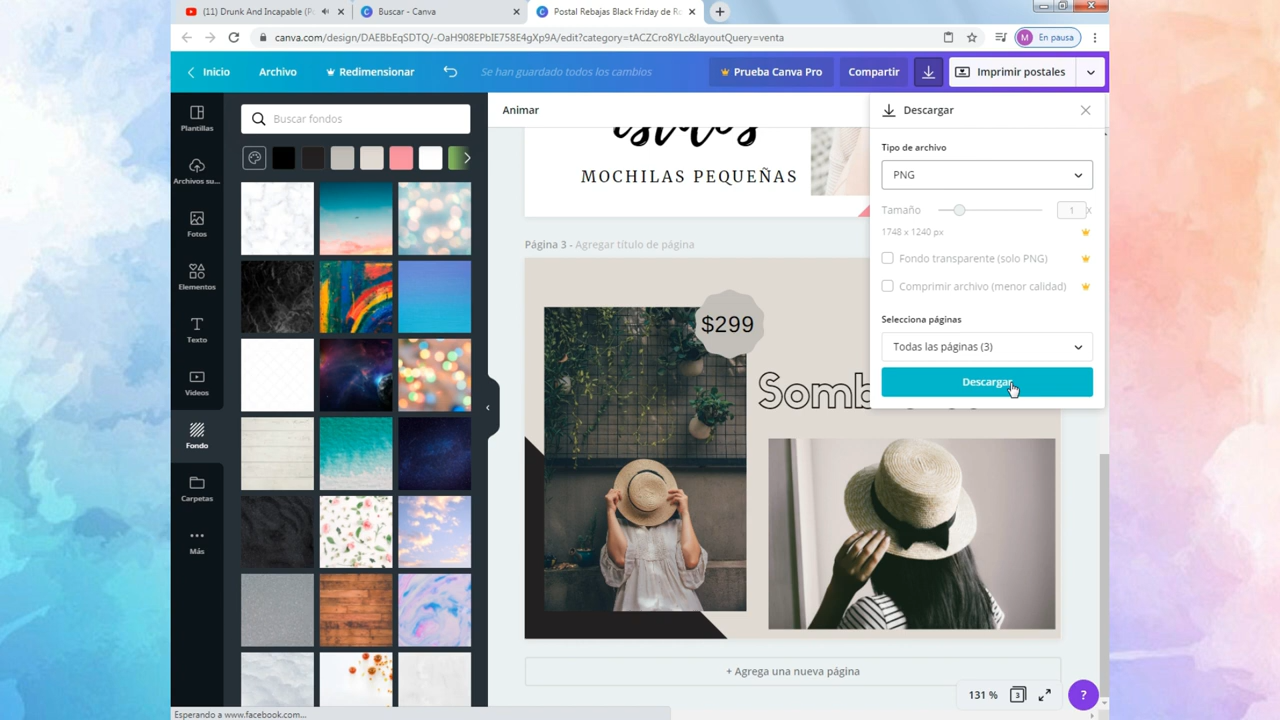 (11) Drunk And Incapable (P
Buscar - Canva
Postal Rebajas Black Friday de Ro
canva.com/design/DAEBbEqSDTQ/-OaH908EPbIE758E4gXp9A/edit?category=tACZCro8YLc&layoutQuery=venta
M
En pausa
Inicio
Archivo
Redimensionar
Se han guardado todos los cambios
Prueba Canva Pro
Compartir
Imprimir postales
Plantillas
Archivos su...
Fotos
Elementos
Texto
Videos
Fondo
Carpetas
Más
Buscar fondos
Animar
MOCHILAS PEQUEÑAS
Página 3 - Agregar título de página
$299
Somb
+ Agrega una nueva página
131 %
3
?
Descargar
Tipo de archivo
PNG
Tamaño
1
X
1748 x 1240 px
Fondo transparente (solo PNG)
Comprimir archivo (menor calidad)
Selecciona páginas
Todas las páginas (3)
Descargar
Esperando a www.facebook.com...